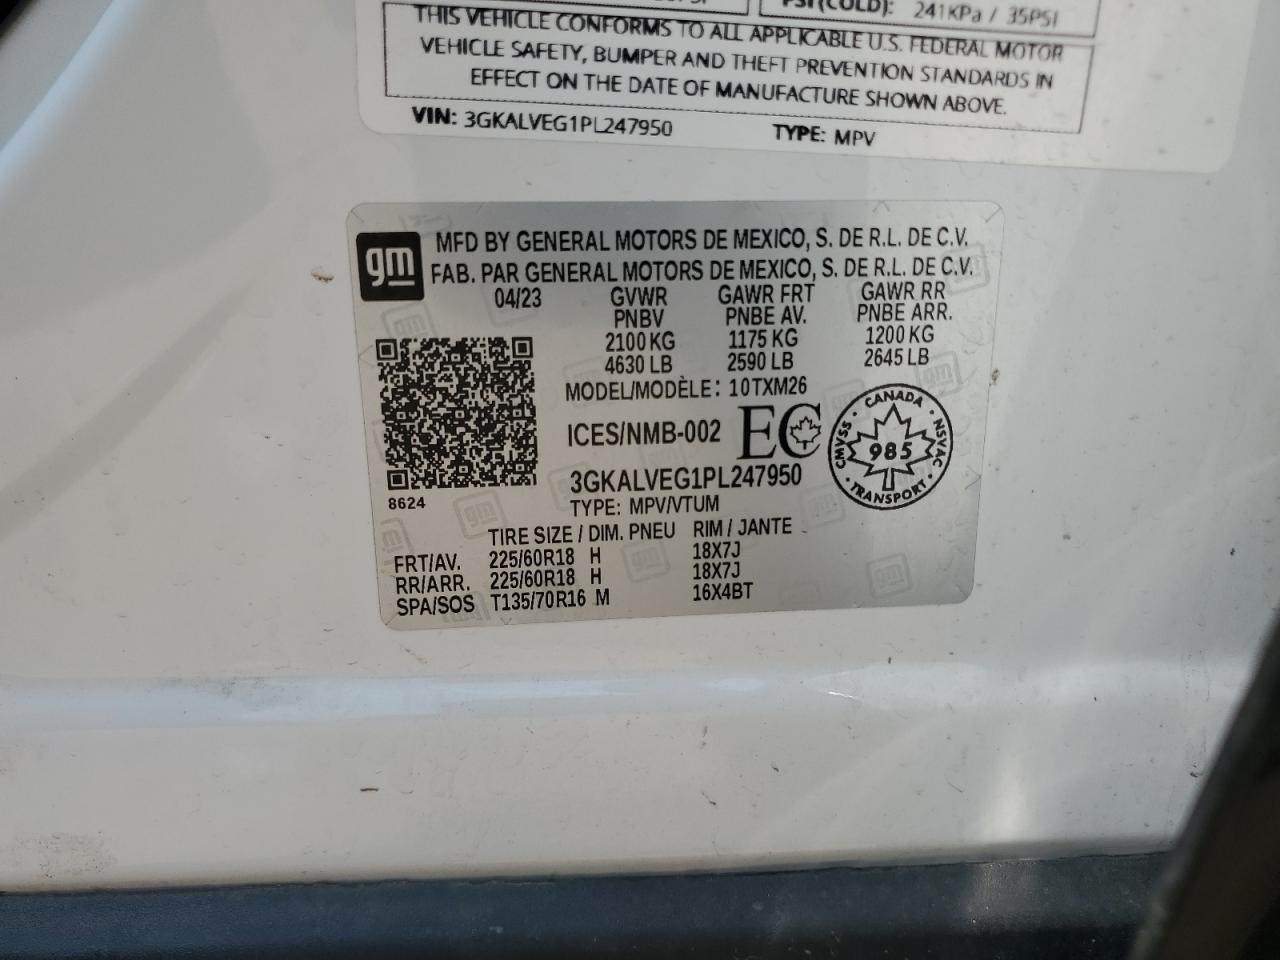 PSI(COLD): 241KPa / 35PSI
THIS VEHICLE CONFORMS TO ALL APPLICABLE U.S. FEDERAL MOTOR
VEHICLE SAFETY, BUMPER AND THEFT PREVENTION STANDARDS IN
EFFECT ON THE DATE OF MANUFACTURE SHOWN ABOVE.
VIN: 3GKALVEG1PL247950 TYPE: MPV
gm MFD BY GENERAL MOTORS DE MEXICO, S. DE R.L. DE C.V.
FAB. PAR GENERAL MOTORS DE MEXICO, S. DE R.L. DE C.V.
04/23 GVWR GAWR FRT GAWR RR
PNBV PNBE AV. PNBE ARR.
2100 KG 1175 KG 1200 KG
4630 LB 2590 LB 2645 LB
MODEL/MODÈLE: 10TXM26
ICES/NMB-002 EC
CANADA
CMVSS 985 NSVAC
TRANSPORT
3GKALVEG1PL247950
8624 TYPE: MPV/VTUM
TIRE SIZE / DIM. PNEU RIM / JANTE
FRT/AV. 225/60R18 H 18X7J
RR/ARR. 225/60R18 H 18X7J
SPA/SOS T135/70R16 M 16X4BT